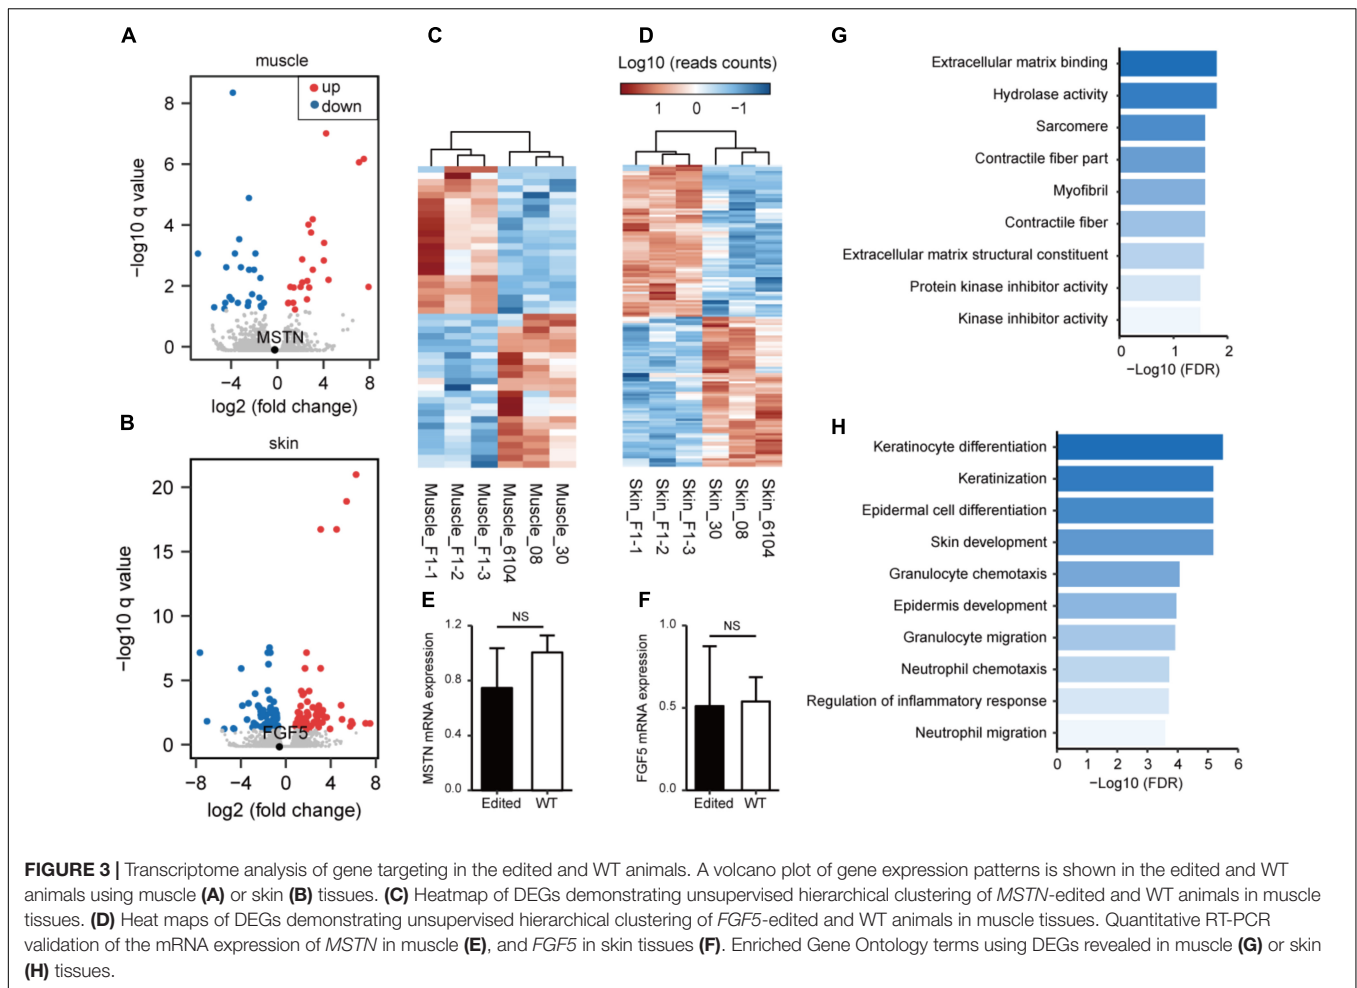 A
muscle
up
down
MSTN
8
6
4
2
0
−4
0
4
8
−log10 q value
log2 (fold change)
B
skin
FGF5
20
15
10
5
0
−8
−4
0
4
8
−log10 q value
log2 (fold change)
C
Muscle_F1-1
Muscle_F1-2
Muscle_F1-3
Muscle_6104
Muscle_08
Muscle_30
D
Log10 (reads counts)
1
0
−1
Skin_F1-1
Skin_F1-2
Skin_F1-3
Skin_30
Skin_08
Skin_6104
E
NS
1.2
0.8
0.4
0.0
MSTN mRNA expression
Edited
WT
F
NS
1.0
0.5
0.0
FGF5 mRNA expression
Edited
WT
G
Extracellular matrix binding
Hydrolase activity
Sarcomere
Contractile fiber part
Myofibril
Contractile fiber
Extracellular matrix structural constituent
Protein kinase inhibitor activity
Kinase inhibitor activity
0
1
2
−Log10 (FDR)
H
Keratinocyte differentiation
Keratinization
Epidermal cell differentiation
Skin development
Granulocyte chemotaxis
Epidermis development
Granulocyte migration
Neutrophil chemotaxis
Regulation of inflammatory response
Neutrophil migration
0
1
2
3
4
5
6
−Log10 (FDR)
FIGURE 3 | Transcriptome analysis of gene targeting in the edited and WT animals. A volcano plot of gene expression patterns is shown in the edited and WT
animals using muscle (A) or skin (B) tissues. (C) Heatmap of DEGs demonstrating unsupervised hierarchical clustering of MSTN-edited and WT animals in muscle
tissues. (D) Heat maps of DEGs demonstrating unsupervised hierarchical clustering of FGF5-edited and WT animals in muscle tissues. Quantitative RT-PCR
validation of the mRNA expression of MSTN in muscle (E), and FGF5 in skin tissues (F). Enriched Gene Ontology terms using DEGs revealed in muscle (G) or skin
(H) tissues.